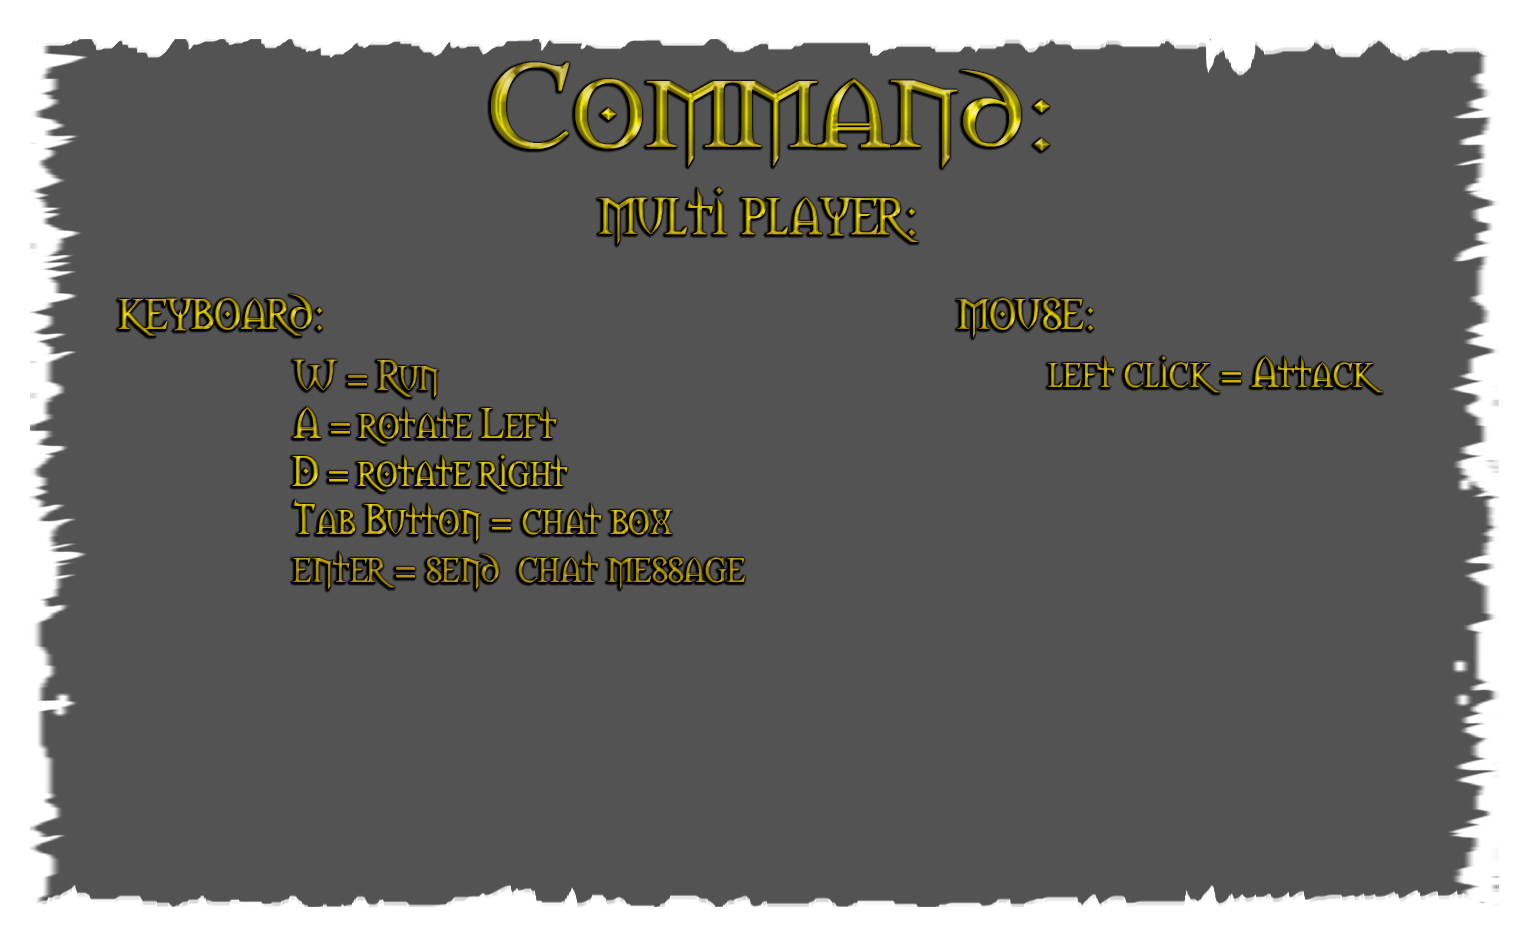 Command:
Multi Player:
Keyboard:
W = Run
A = rotate Left
D = rotate right
Tab Button = chat box
enter = send chat message
Mouse:
left click = Attack